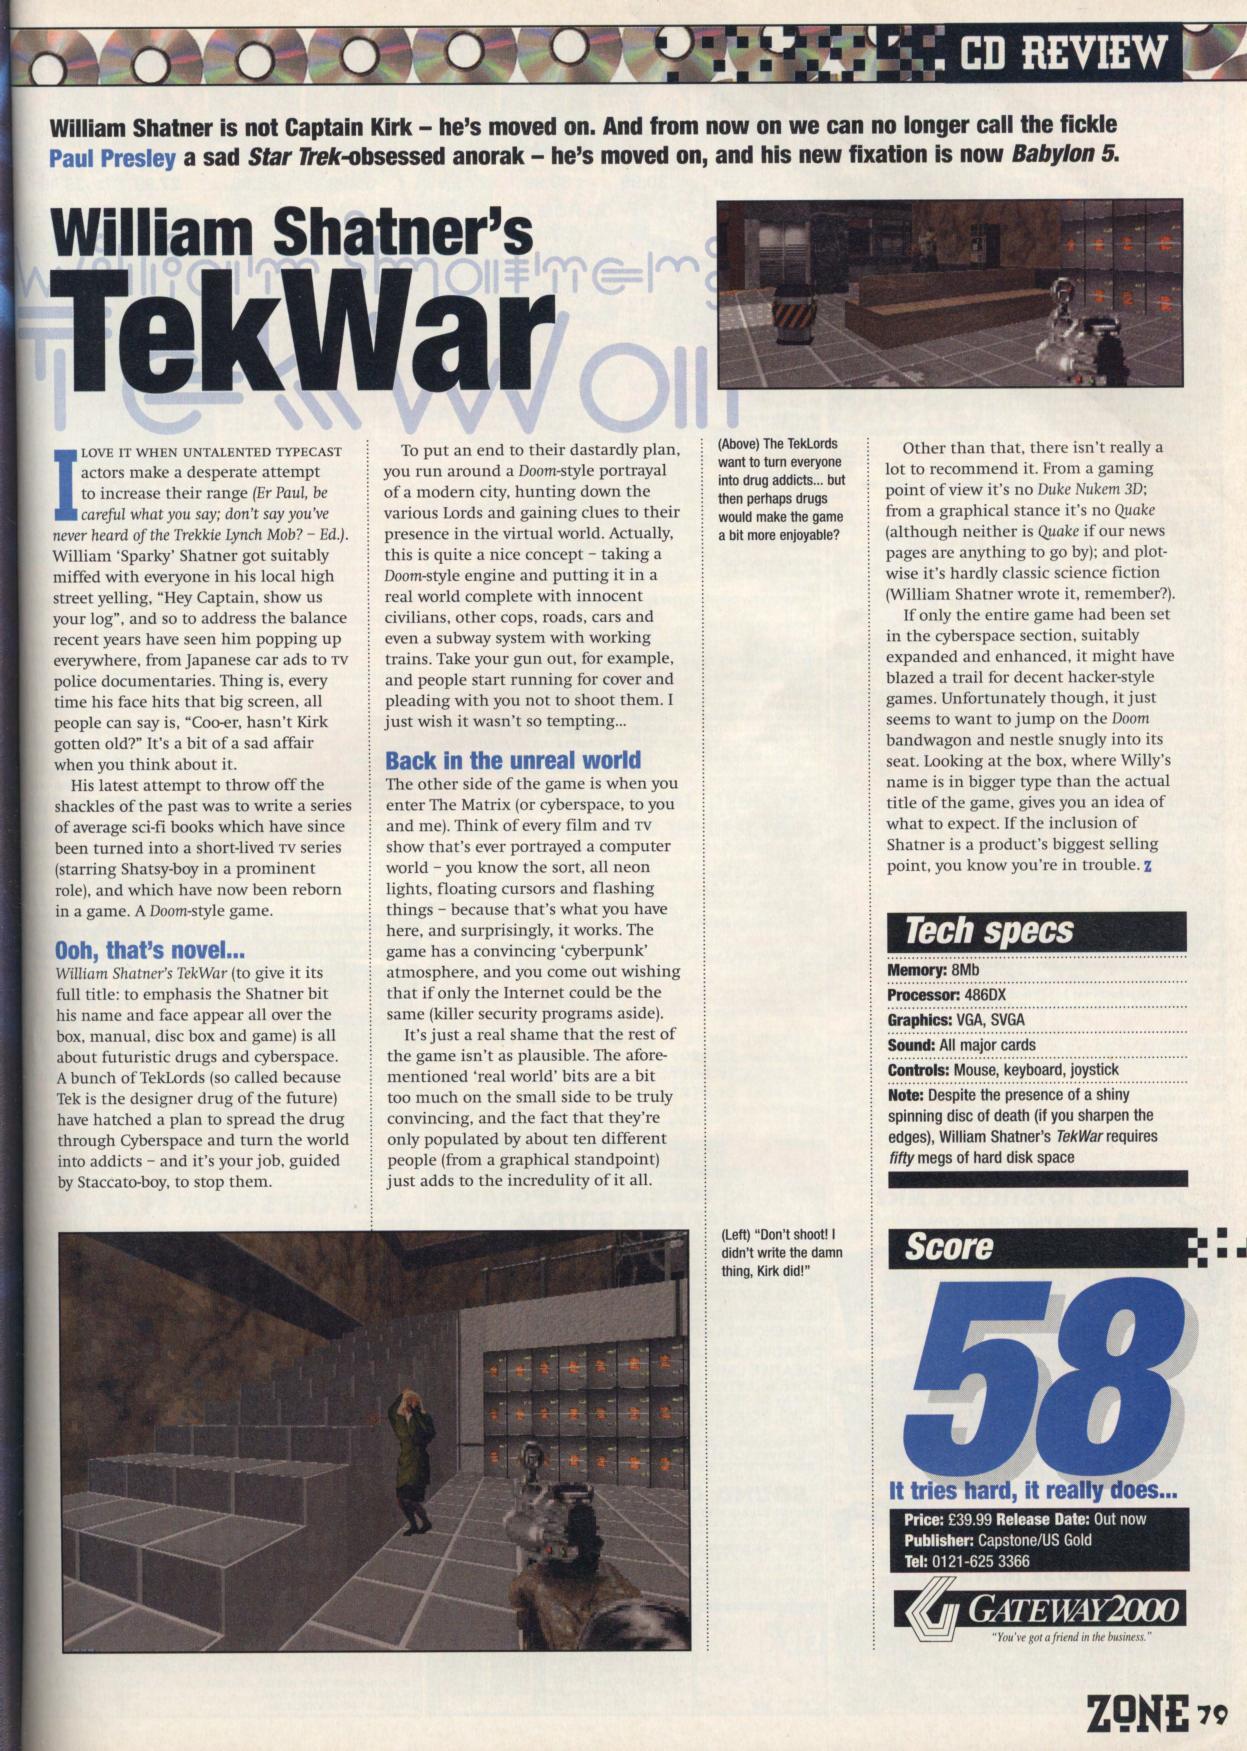 CD REVIEW
William Shatner is not Captain Kirk – he's moved on. And from now on we can no longer call the fickle
Paul Presley a sad Star Trek-obsessed anorak – he's moved on, and his new fixation is now Babylon 5.
William Shatner's
TekWar
I LOVE IT WHEN UNTALENTED TYPECAST
actors make a desperate attempt
to increase their range (Er Paul, be
careful what you say; don't say you've
never heard of the Trekkie Lynch Mob? – Ed.).
William 'Sparky' Shatner got suitably
miffed with everyone in his local high
street yelling, "Hey Captain, show us
your log", and so to address the balance
recent years have seen him popping up
everywhere, from Japanese car ads to TV
police documentaries. Thing is, every
time his face hits that big screen, all
people can say is, "Coo-er, hasn't Kirk
gotten old?" It's a bit of a sad affair
when you think about it.
His latest attempt to throw off the
shackles of the past was to write a series
of average sci-fi books which have since
been turned into a short-lived TV series
(starring Shatsy-boy in a prominent
role), and which have now been reborn
in a game. A Doom-style game.
Ooh, that's novel...
William Shatner's TekWar (to give it its
full title: to emphasis the Shatner bit
his name and face appear all over the
box, manual, disc box and game) is all
about futuristic drugs and cyberspace.
A bunch of TekLords (so called because
Tek is the designer drug of the future)
have hatched a plan to spread the drug
through Cyberspace and turn the world
into addicts – and it's your job, guided
by Staccato-boy, to stop them.
To put an end to their dastardly plan,
you run around a Doom-style portrayal
of a modern city, hunting down the
various Lords and gaining clues to their
presence in the virtual world. Actually,
this is quite a nice concept – taking a
Doom-style engine and putting it in a
real world complete with innocent
civilians, other cops, roads, cars and
even a subway system with working
trains. Take your gun out, for example,
and people start running for cover and
pleading with you not to shoot them. I
just wish it wasn't so tempting...
Back in the unreal world
The other side of the game is when you
enter The Matrix (or cyberspace, to you
and me). Think of every film and TV
show that's ever portrayed a computer
world – you know the sort, all neon
lights, floating cursors and flashing
things – because that's what you have
here, and surprisingly, it works. The
game has a convincing 'cyberpunk'
atmosphere, and you come out wishing
that if only the Internet could be the
same (killer security programs aside).
It's just a real shame that the rest of
the game isn't as plausible. The afore-
mentioned 'real world' bits are a bit
too much on the small side to be truly
convincing, and the fact that they're
only populated by about ten different
people (from a graphical standpoint)
just adds to the incredulity of it all.
(Above) The TekLords
want to turn everyone
into drug addicts... but
then perhaps drugs
would make the game
a bit more enjoyable?
(Left) "Don't shoot! I
didn't write the damn
thing, Kirk did!"
Other than that, there isn't really a
lot to recommend it. From a gaming
point of view it's no Duke Nukem 3D;
from a graphical stance it's no Quake
(although neither is Quake if our news
pages are anything to go by); and plot-
wise it's hardly classic science fiction
(William Shatner wrote it, remember?).
If only the entire game had been set
in the cyberspace section, suitably
expanded and enhanced, it might have
blazed a trail for decent hacker-style
games. Unfortunately though, it just
seems to want to jump on the Doom
bandwagon and nestle snugly into its
seat. Looking at the box, where Willy's
name is in bigger type than the actual
title of the game, gives you an idea of
what to expect. If the inclusion of
Shatner is a product's biggest selling
point, you know you're in trouble. Z
Tech specs
Memory: 8Mb
Processor: 486DX
Graphics: VGA, SVGA
Sound: All major cards
Controls: Mouse, keyboard, joystick
Note: Despite the presence of a shiny
spinning disc of death (if you sharpen the
edges), William Shatner's TekWar requires
fifty megs of hard disk space
Score
58
It tries hard, it really does...
Price: £39.99 Release Date: Out now
Publisher: Capstone/US Gold
Tel: 0121-625 3366
GATEWAY2000
"You've got a friend in the business."
ZONE 79